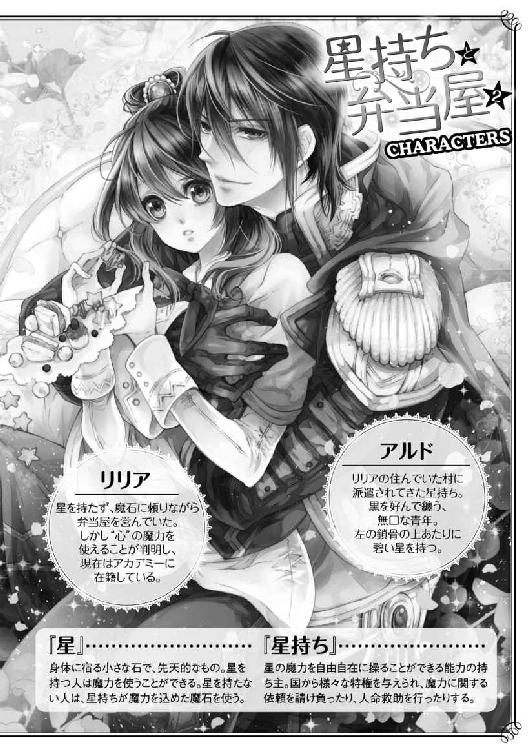 星持ちと
弁当屋2
CHARACTERS
アルド
リリアの住んでいた村に
派遣されてきた星持ち。
黒を好んで纏う、
無口な青年。
左の鎖骨の上あたりに
碧い星を持つ。
リリア
星を持たず、魔石に頼りながら
弁当屋を営んでいた。
しかし“心”の魔力を
使えることが判明し、
現在はアカデミーに
在籍している。
『星』…………………………
身体に宿る小さな石で、先天的なもの。星を
持つ人は魔力を使うことができる。星を持たな
い人は、星持ちが魔力を込めた魔石を使う。
『星持ち』……………………
星の魔力を自由自在に操ることができる能力の持
ち主。国から様々な特権を与えられ、魔力に関する
依頼を請け負ったり、人命救助を行ったりする。